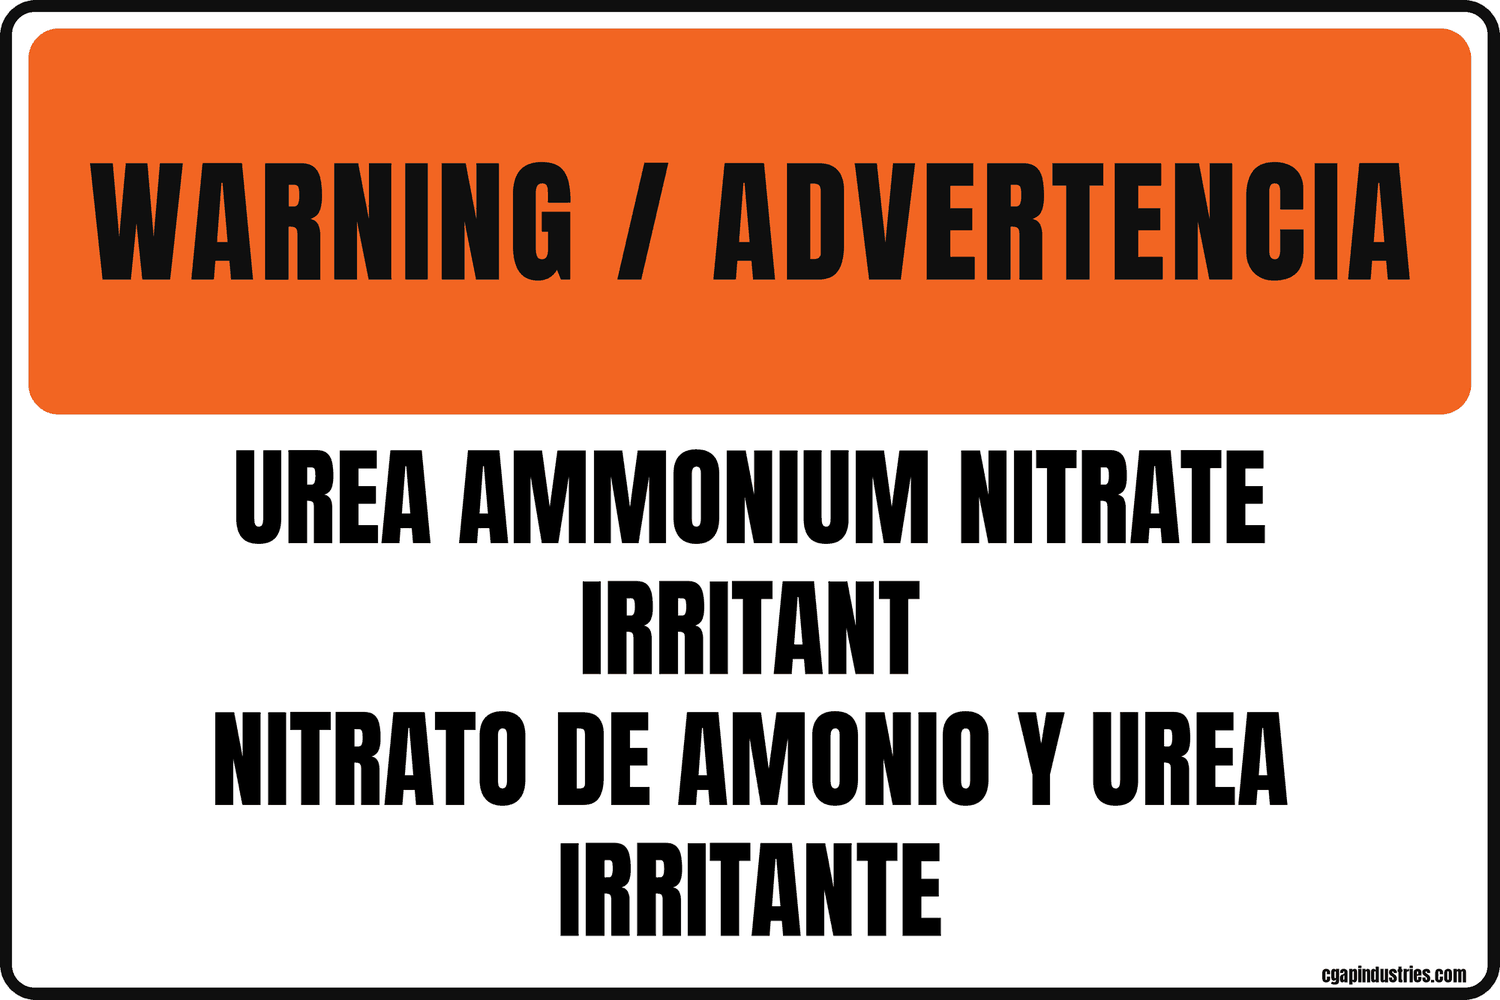 WARNING / ADVERTENCIA
UREA AMMONIUM NITRATE
IRRITANT
NITRATO DE AMONIO Y UREA
IRRITANTE
cgapindustries.com